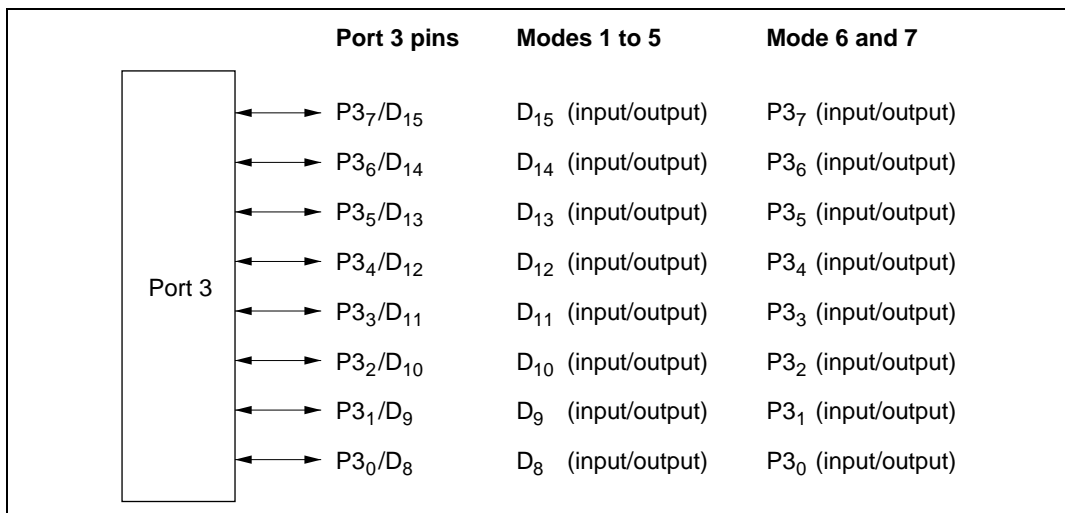 Port 3 pins Modes 1 to 5 Mode 6 and 7
P3₇/D₁₅ D₁₅ (input/output) P3₇ (input/output)
P3₆/D₁₄ D₁₄ (input/output) P3₆ (input/output)
P3₅/D₁₃ D₁₃ (input/output) P3₅ (input/output)
P3₄/D₁₂ D₁₂ (input/output) P3₄ (input/output)
Port 3
P3₃/D₁₁ D₁₁ (input/output) P3₃ (input/output)
P3₂/D₁₀ D₁₀ (input/output) P3₂ (input/output)
P3₁/D₉ D₉ (input/output) P3₁ (input/output)
P3₀/D₈ D₈ (input/output) P3₀ (input/output)